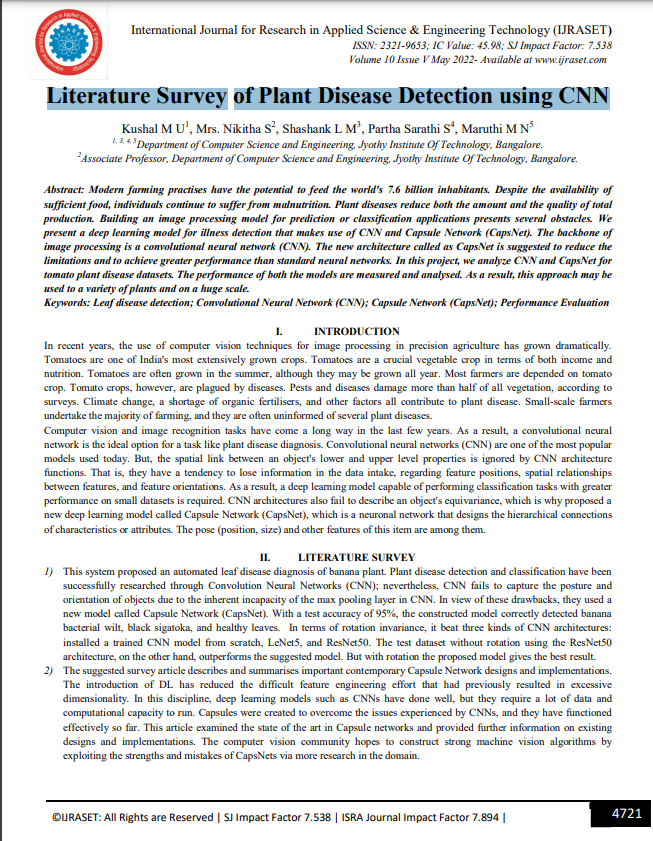 International Journal for Research in Applied Science & Engineering Technology (IJRASET)
ISSN: 2321-9653; IC Value: 45.98; SJ Impact Factor: 7.538
Volume 10 Issue V May 2022- Available at www.ijraset.com
Literature Survey of Plant Disease Detection using CNN
Kushal M U1, Mrs. Nikitha S2, Shashank L M3, Partha Sarathi S4, Maruthi M N5
1, 3, 4, 5Department of Computer Science and Engineering, Jyothy Institute Of Technology, Bangalore.
2Associate Professor, Department of Computer Science and Engineering, Jyothy Institute Of Technology, Bangalore.
Abstract: Modern farming practises have the potential to feed the world's 7.6 billion inhabitants. Despite the availability of
sufficient food, individuals continue to suffer from malnutrition. Plant diseases reduce both the amount and the quality of total
production. Building an image processing model for prediction or classification applications presents several obstacles. We
present a deep learning model for illness detection that makes use of CNN and Capsule Network (CapsNet). The backbone of
image processing is a convolutional neural network (CNN). The new architecture called as CapsNet is suggested to reduce the
limitations and to achieve greater performance than standard neural networks. In this project, we analyze CNN and CapsNet for
tomato plant disease datasets. The performance of both the models are measured and analysed. As a result, this approach may be
used to a variety of plants and on a huge scale.
Keywords: Leaf disease detection; Convolutional Neural Network (CNN); Capsule Network (CapsNet); Performance Evaluation
I. INTRODUCTION
In recent years, the use of computer vision techniques for image processing in precision agriculture has grown dramatically.
Tomatoes are one of India's most extensively grown crops. Tomatoes are a crucial vegetable crop in terms of both income and
nutrition. Tomatoes are often grown in the summer, although they may be grown all year. Most farmers are depended on tomato
crop. Tomato crops, however, are plagued by diseases. Pests and diseases damage more than half of all vegetation, according to
surveys. Climate change, a shortage of organic fertilisers, and other factors all contribute to plant disease. Small-scale farmers
undertake the majority of farming, and they are often uninformed of several plant diseases.
Computer vision and image recognition tasks have come a long way in the last few years. As a result, a convolutional neural
network is the ideal option for a task like plant disease diagnosis. Convolutional neural networks (CNN) are one of the most popular
models used today. But, the spatial link between an object's lower and upper level properties is ignored by CNN architecture
functions. That is, they have a tendency to lose information in the data intake, regarding feature positions, spatial relationships
between features, and feature orientations. As a result, a deep learning model capable of performing classification tasks with greater
performance on small datasets is required. CNN architectures also fail to describe an object's equivariance, which is why proposed a
new deep learning model called Capsule Network (CapsNet), which is a neuronal network that designs the hierarchical connections
of characteristics or attributes. The pose (position, size) and other features of this item are among them.
II. LITERATURE SURVEY
1) This system proposed an automated leaf disease diagnosis of banana plant. Plant disease detection and classification have been
successfully researched through Convolution Neural Networks (CNN); nevertheless, CNN fails to capture the posture and
orientation of objects due to the inherent incapacity of the max pooling layer in CNN. In view of these drawbacks, they used a
new model called Capsule Network (CapsNet). With a test accuracy of 95%, the constructed model correctly detected banana
bacterial wilt, black sigatoka, and healthy leaves. In terms of rotation invariance, it beat three kinds of CNN architectures:
installed a trained CNN model from scratch, LeNet5, and ResNet50. The test dataset without rotation using the ResNet50
architecture, on the other hand, outperforms the suggested model. But with rotation the proposed model gives the best result.
2) The suggested survey article describes and summarises important contemporary Capsule Network designs and implementations.
The introduction of DL has reduced the difficult feature engineering effort that had previously resulted in excessive
dimensionality. In this discipline, deep learning models such as CNNs have done well, but they require a lot of data and
computational capacity to run. Capsules were created to overcome the issues experienced by CNNs, and they have functioned
effectively so far. This article examined the state of the art in Capsule networks and provided further information on existing
designs and implementations. The computer vision community hopes to construct strong machine vision algorithms by
exploiting the strengths and mistakes of CapsNets via more research in the domain.
©IJRASET: All Rights are Reserved | SJ Impact Factor 7.538 | ISRA Journal Impact Factor 7.894 |
4721